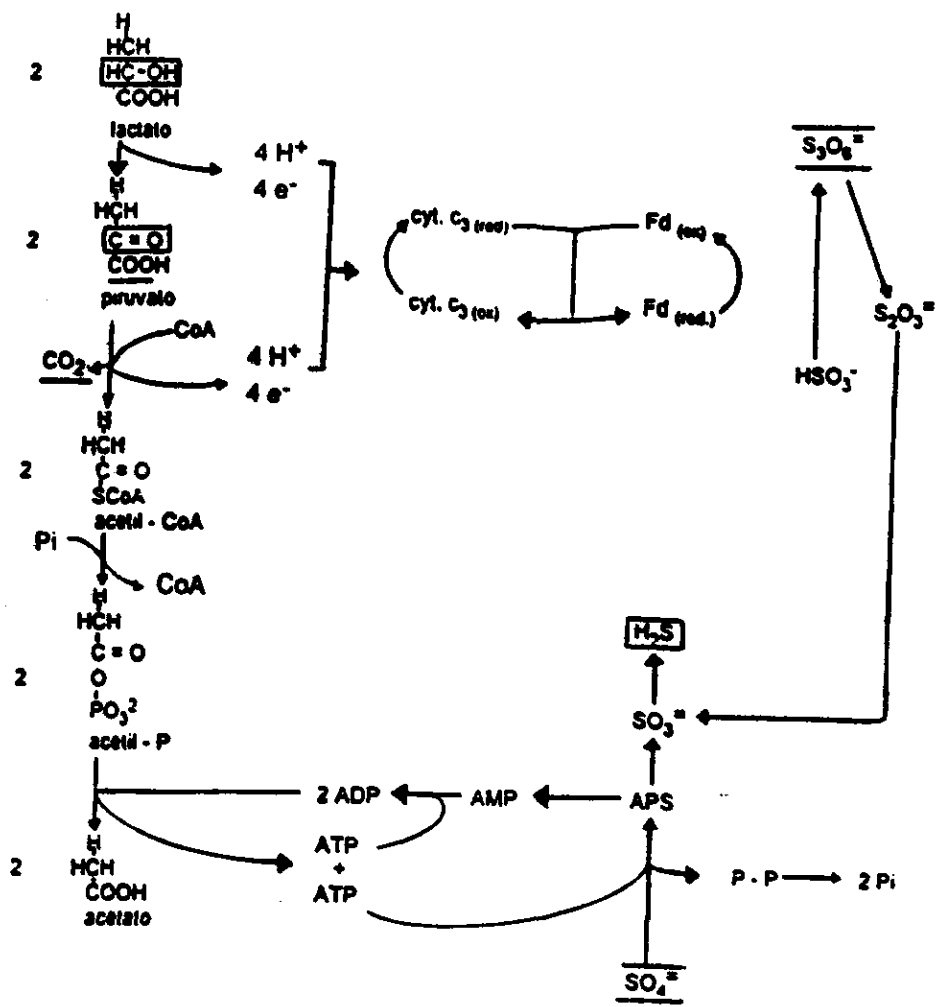 H
HCH
2 HC-OH
COOH
lactato
4 H⁺
4 e⁻
H
HCH
2 C = O
COOH
piruvato
CoA
CO₂
4 H⁺
4 e⁻
cyt. c₃ (red)
Fd (ox)
cyt. c₃ (ox)
Fd (red.)
S₃O₆⁼
S₂O₃⁼
HSO₃⁻
H
HCH
2 C = O
SCoA
acetil - CoA
Pi
CoA
H
HCH
C = O
2 O
PO₃²
acetil - P
H₂S
SO₃⁼
2 ADP
AMP
APS
ATP
+
ATP
P - P
2 Pi
H
2 HCH
COOH
acetato
SO₄⁼